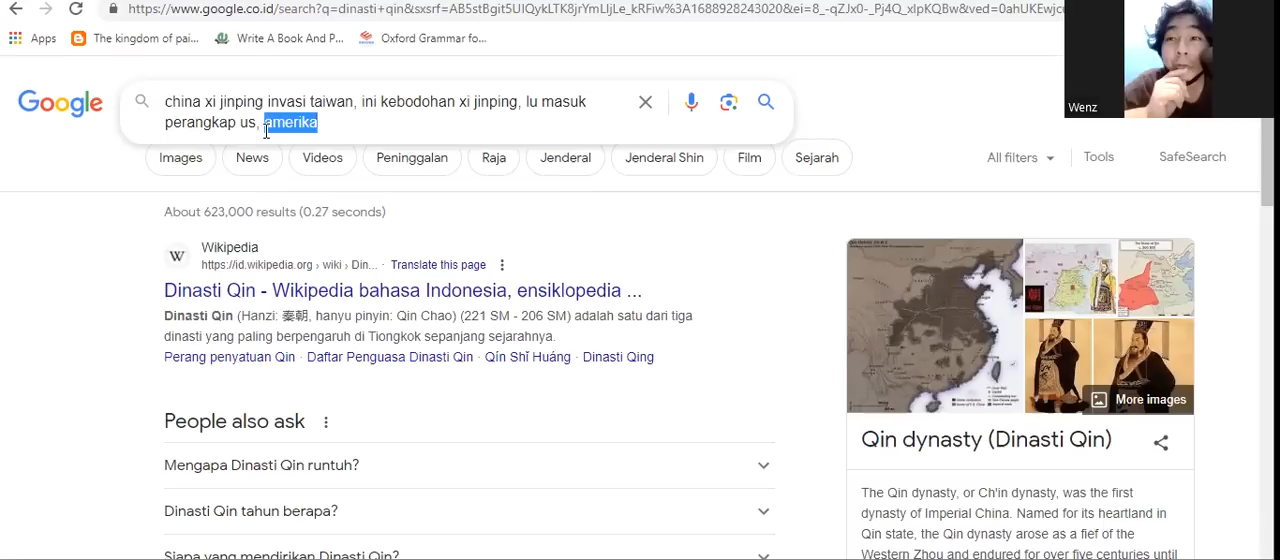 https://www.google.co.id/search?q=dinasti+qin&sxsrf=AB5stBgit5UIQykLTK8jrYmLIjLe_kRFiw%3A1688928243020&ei=8_-qZJx0-_Pj4Q_xlpKQBw&ved=0ahUKEwjc
Apps
The kingdom of pai...
Write A Book And P...
Oxford Grammar fo...
Wenz
Google
china xi jinping invasi taiwan, ini kebodohan xi jinping, lu masuk
perangkap us, amerika
Images
News
Videos
Peninggalan
Raja
Jenderal
Jenderal Shin
Film
Sejarah
All filters
Tools
SafeSearch
About 623,000 results (0.27 seconds)
W
Wikipedia
https://id.wikipedia.org › wiki › Din... · Translate this page
Dinasti Qin - Wikipedia bahasa Indonesia, ensiklopedia ...
Dinasti Qin (Hanzi: 秦朝, hanyu pinyin: Qin Chao) (221 SM - 206 SM) adalah satu dari tiga
dinasti yang paling berpengaruh di Tiongkok sepanjang sejarahnya.
Perang penyatuan Qin · Daftar Penguasa Dinasti Qin · Qín Shǐ Huáng · Dinasti Qing
People also ask
Mengapa Dinasti Qin runtuh?
Dinasti Qin tahun berapa?
Siapa yang mendirikan Dinasti Qin?
More images
Qin dynasty (Dinasti Qin)
The Qin dynasty, or Ch'in dynasty, was the first
dynasty of Imperial China. Named for its heartland in
Qin state, the Qin dynasty arose as a fief of the
Western Zhou and endured for over five centuries until